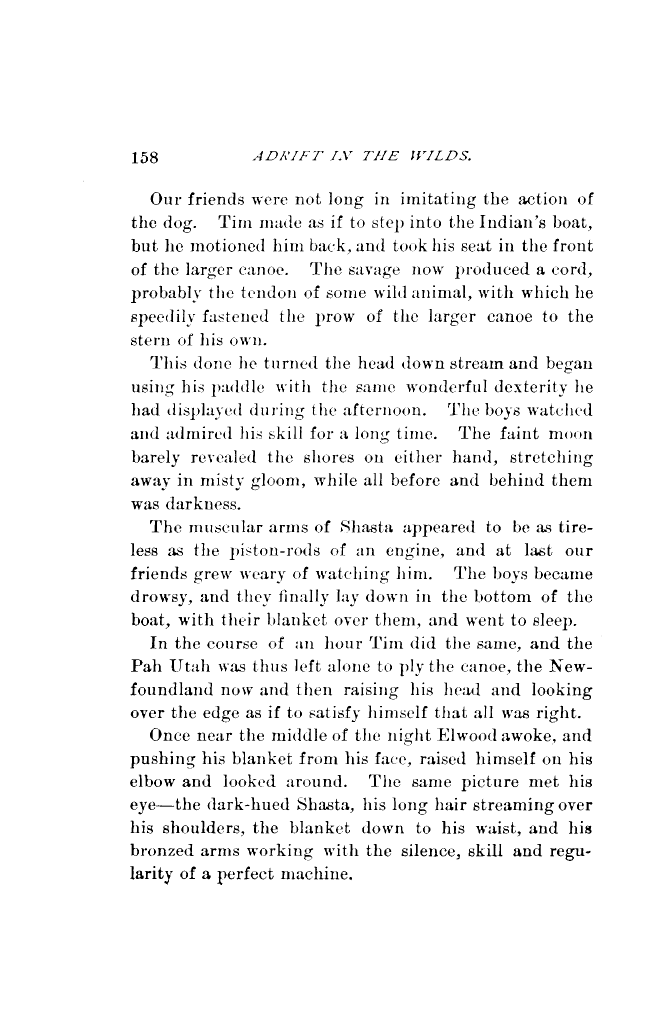 158 ADRIFT IN THE WILDS.
Our friends were not long in imitating the action of
the dog. Tim made as if to step into the Indian's boat,
but he motioned him back, and took his seat in the front
of the larger canoe. The savage now produced a cord,
probably the tendon of some wild animal, with which he
speedily fastened the prow of the larger canoe to the
stern of his own.
This done he turned the head down stream and began
using his paddle with the same wonderful dexterity he
had displayed during the afternoon. The boys watched
and admired his skill for a long time. The faint moon
barely revealed the shores on either hand, stretching
away in misty gloom, while all before and behind them
was darkness.
The muscular arms of Shasta appeared to be as tire-
less as the piston-rods of an engine, and at last our
friends grew weary of watching him. The boys became
drowsy, and they finally lay down in the bottom of the
boat, with their blanket over them, and went to sleep.
In the course of an hour Tim did the same, and the
Pah Utah was thus left alone to ply the canoe, the New-
foundland now and then raising his head and looking
over the edge as if to satisfy himself that all was right.
Once near the middle of the night Elwood awoke, and
pushing his blanket from his face, raised himself on his
elbow and looked around. The same picture met his
eye—the dark-hued Shasta, his long hair streaming over
his shoulders, the blanket down to his waist, and his
bronzed arms working with the silence, skill and regu-
larity of a perfect machine.